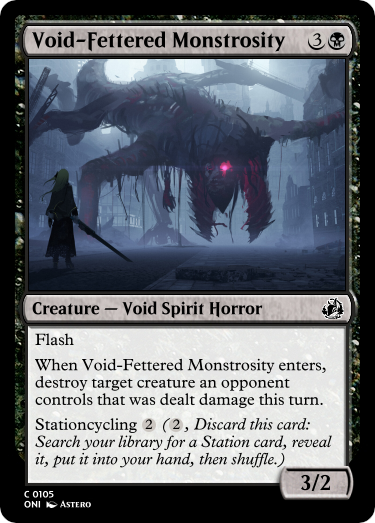 Void-Fettered Monstrosity 3
Creature — Void Spirit Horror
Flash
When Void-Fettered Monstrosity enters,
destroy target creature an opponent
controls that was dealt damage this turn.
Stationcycling 2 ( 2 , Discard this card:
Search your library for a Station card, reveal
it, put it into your hand, then shuffle.)
3/2
C 0105
ONI Astero